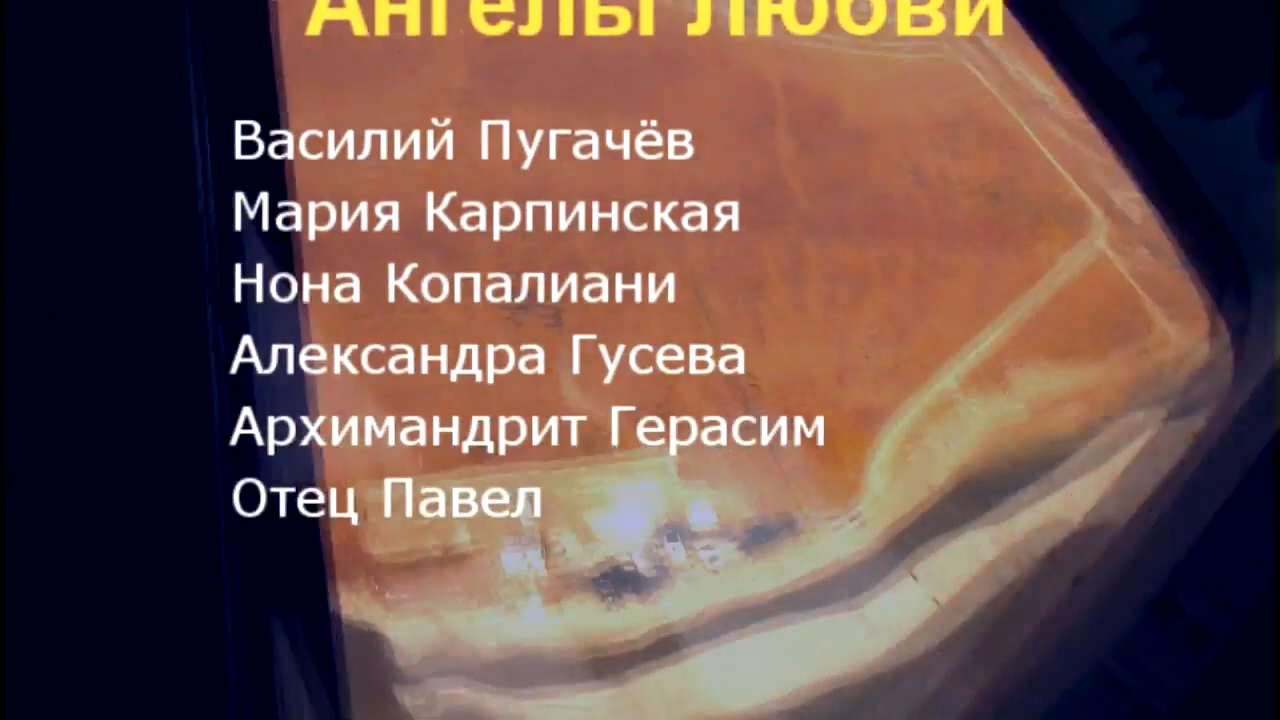 Ангелы Любви
Василий Пугачёв
Мария Карпинская
Нона Копалиани
Александра Гусева
Архимандрит Герасим
Отец Павел